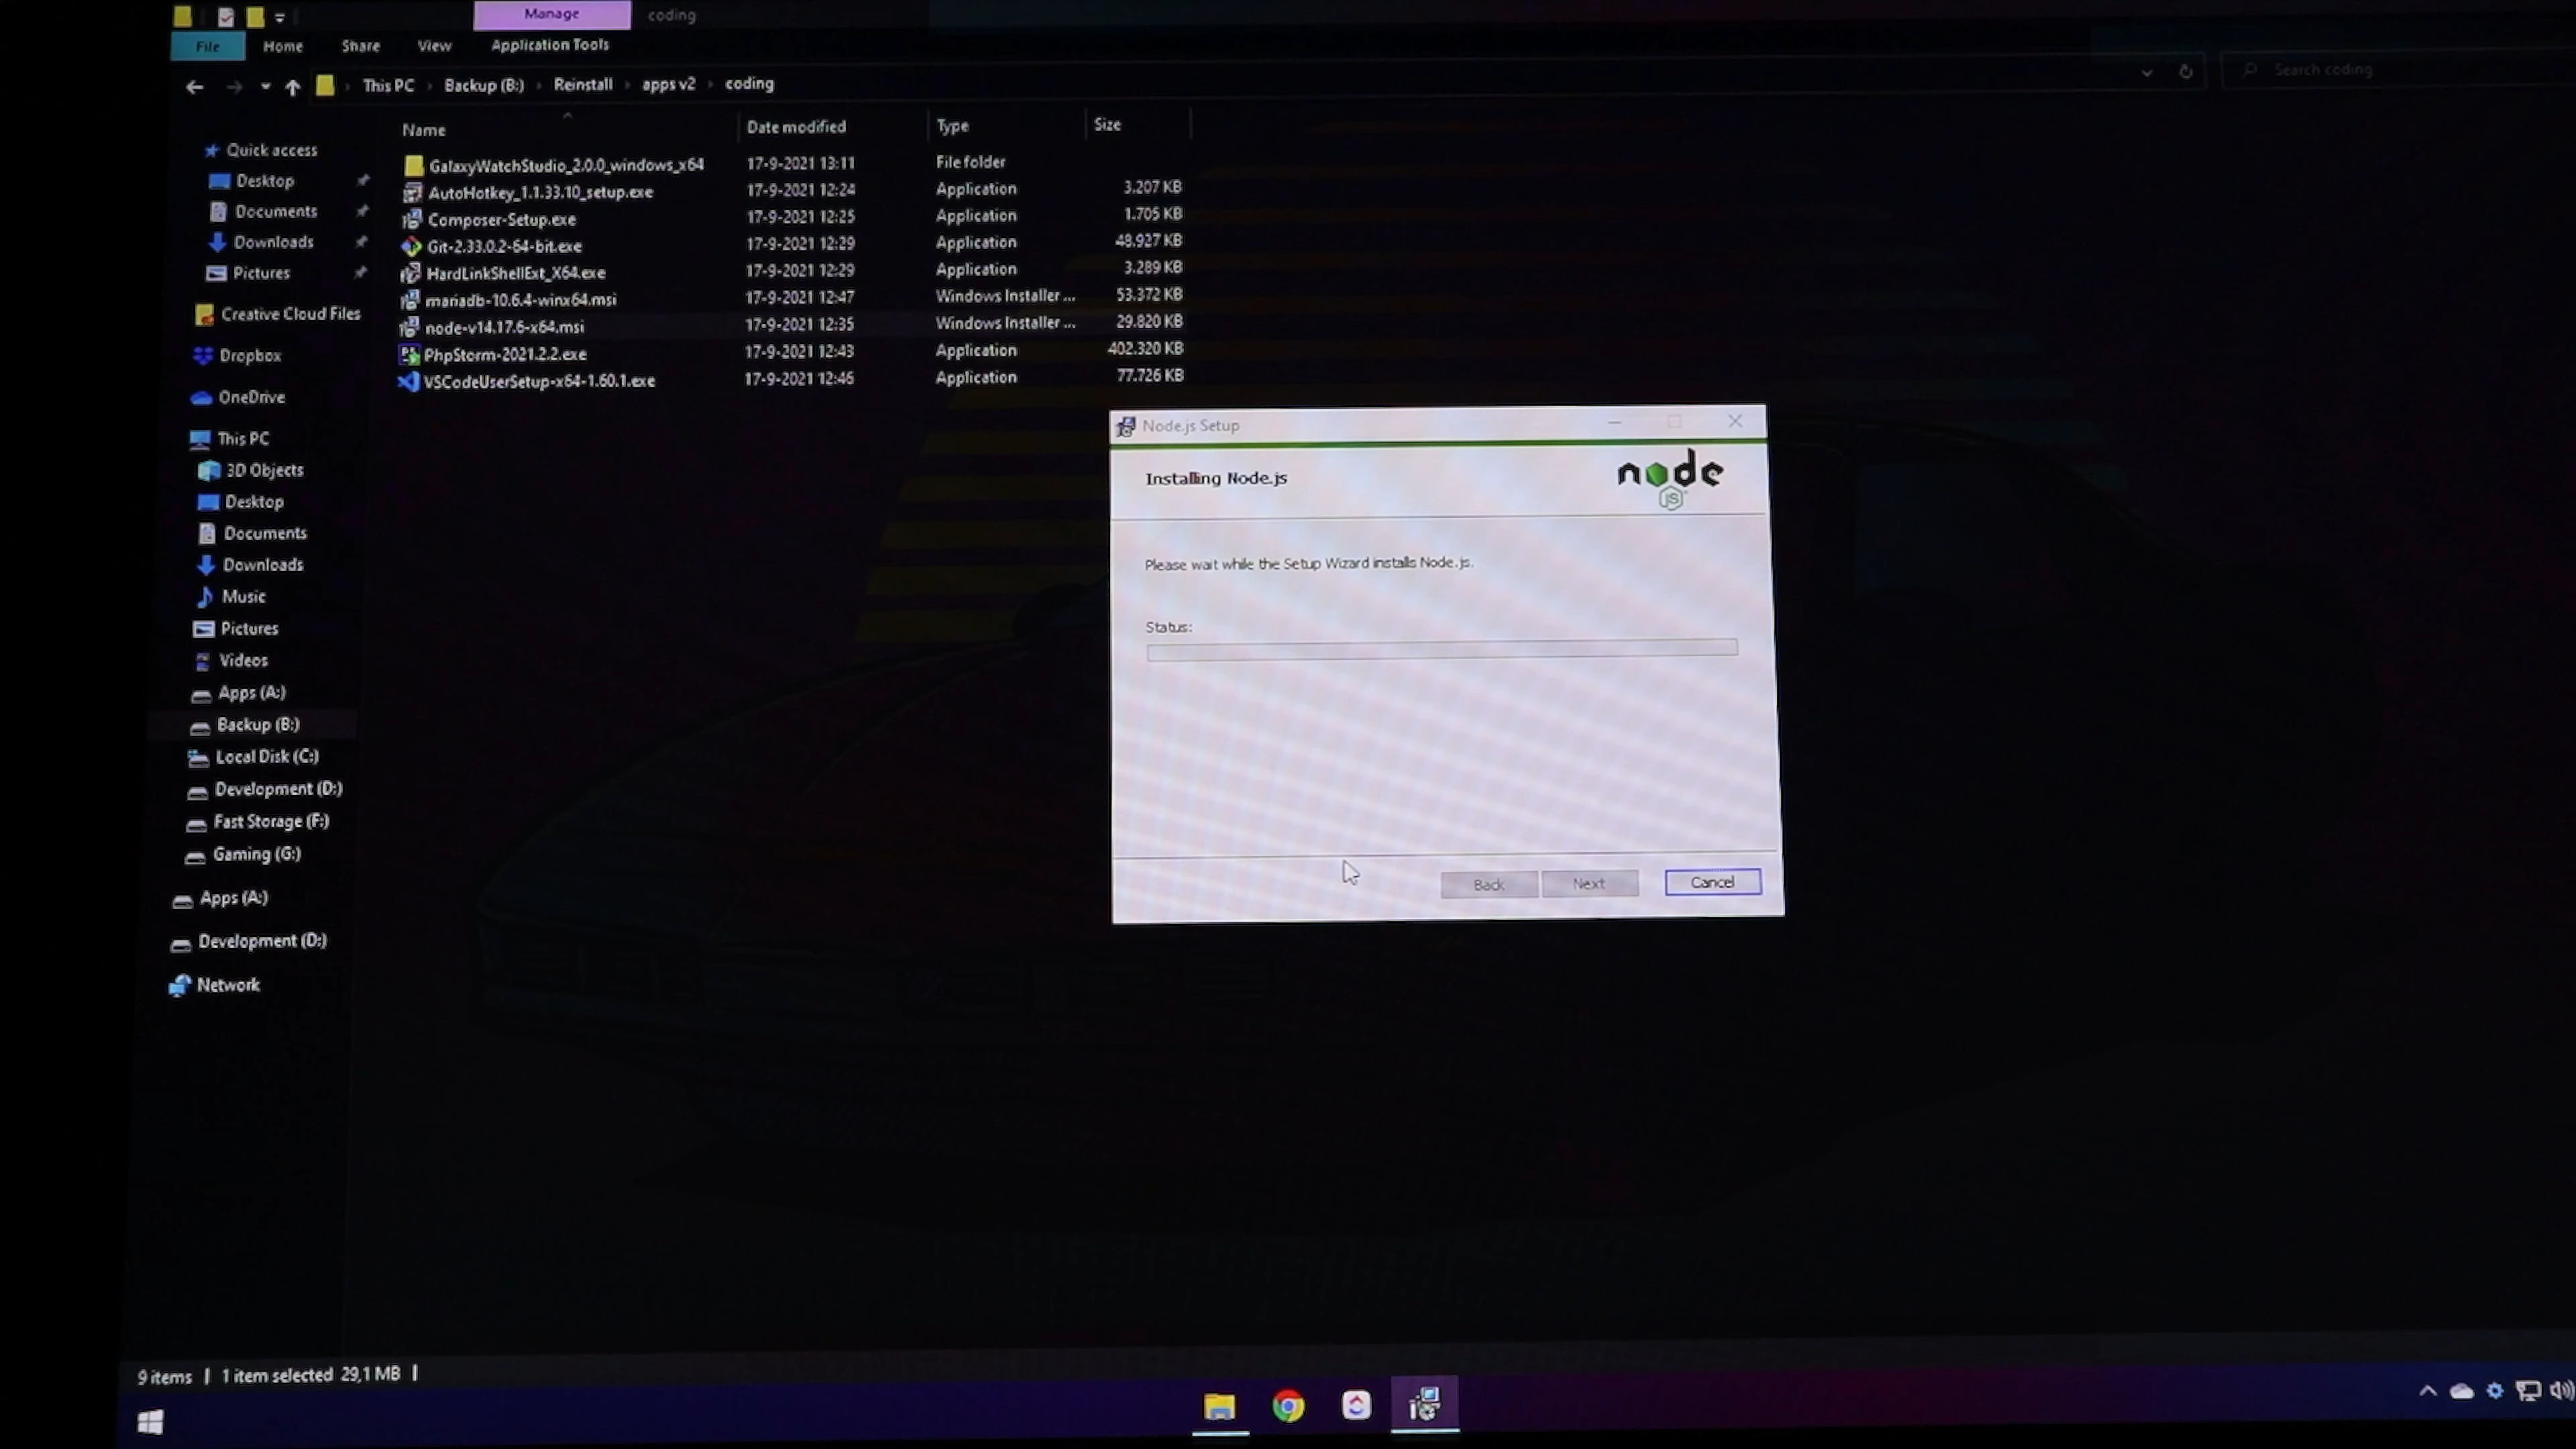 Manage coding
File Home Share View Application Tools
This PC Backup (B:) Reinstall apps v2 coding Search coding
Name Date modified Type Size
GalaxyWatchStudio_2.0.0_windows_x64 17-9-2021 13:11 File folder
AutoHotkey_1.1.33.10_setup.exe 17-9-2021 12:24 Application 3.207 KB
Composer-Setup.exe 17-9-2021 12:25 Application 1.705 KB
Git-2.33.0.2-64-bit.exe 17-9-2021 12:29 Application 48.927 KB
HardLinkShellExt_X64.exe 17-9-2021 12:29 Application 3.289 KB
mariadb-10.6.4-winx64.msi 17-9-2021 12:47 Windows Installer ... 53.372 KB
node-v14.17.6-x64.msi 17-9-2021 12:35 Windows Installer ... 29.820 KB
PhpStorm-2021.2.2.exe 17-9-2021 12:43 Application 402.320 KB
VSCodeUserSetup-x64-1.60.1.exe 17-9-2021 12:46 Application 77.726 KB
Quick access
Desktop
Documents
Downloads
Pictures
Creative Cloud Files
Dropbox
OneDrive
This PC
3D Objects
Desktop
Documents
Downloads
Music
Pictures
Videos
Apps (A:)
Backup (B:)
Local Disk (C:)
Development (D:)
Fast Storage (F:)
Gaming (G:)
Apps (A:)
Development (D:)
Network
Node.js Setup
Installing Node.js
node
JS
Please wait while the Setup Wizard installs Node.js.
Status:
Back Next Cancel
9 items 1 item selected 29,1 MB